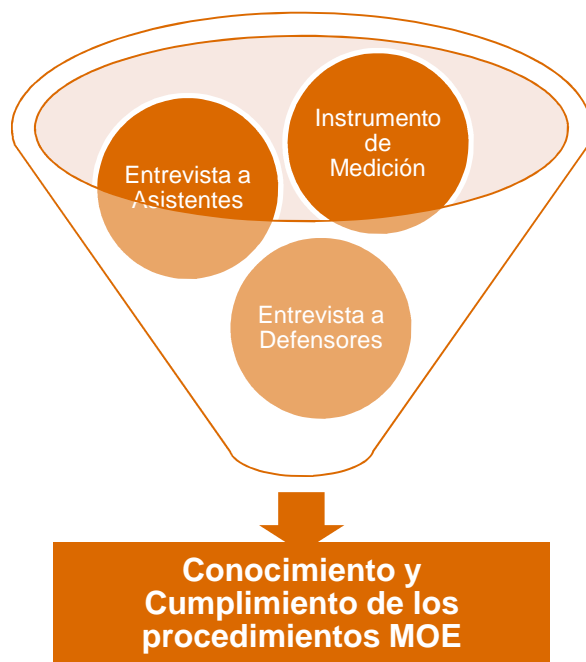 Instrumento
de
Medición
Entrevista a
Asistentes
Entrevista a
Defensores
Conocimiento y
Cumplimiento de los
procedimientos MOE